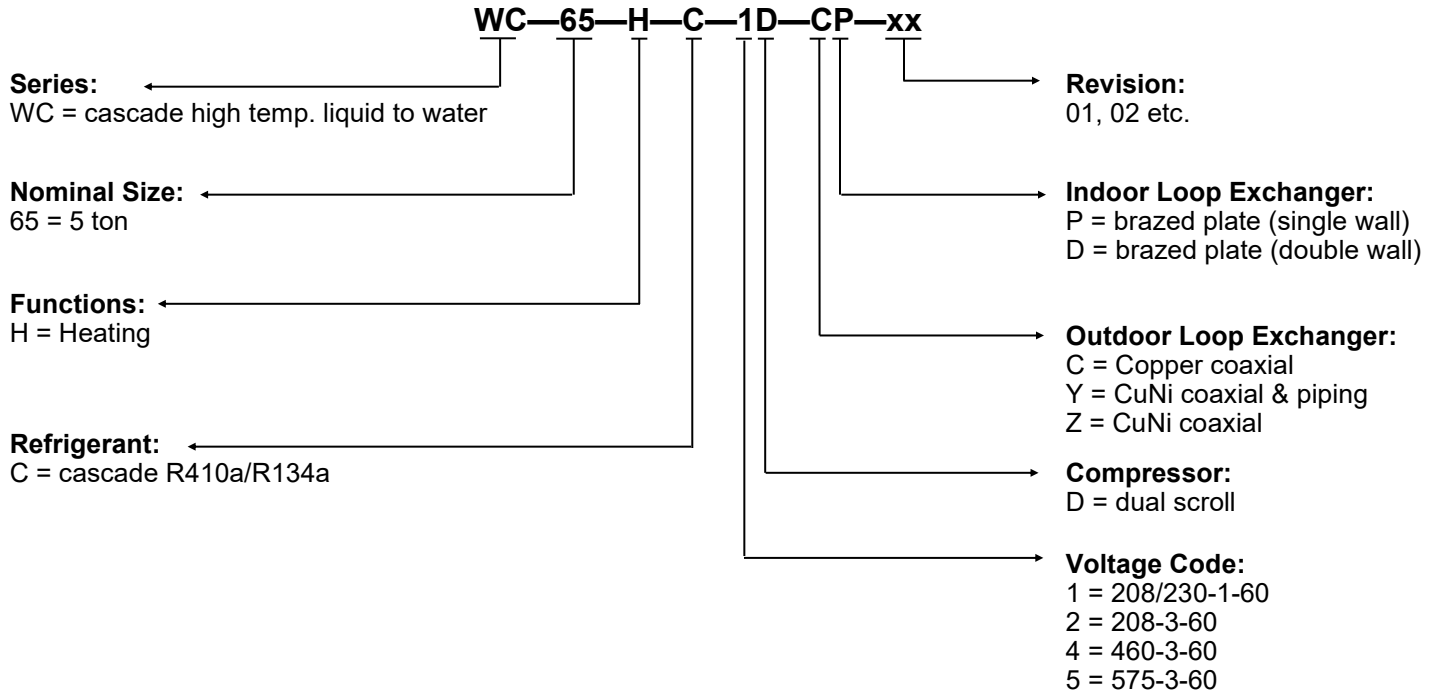 WC—65—H—C—1D—CP—xx
Series:
WC = cascade high temp. liquid to water
Nominal Size:
65 = 5 ton
Functions:
H = Heating
Refrigerant:
C = cascade R410a/R134a
Revision:
01, 02 etc.
Indoor Loop Exchanger:
P = brazed plate (single wall)
D = brazed plate (double wall)
Outdoor Loop Exchanger:
C = Copper coaxial
Y = CuNi coaxial & piping
Z = CuNi coaxial
Compressor:
D = dual scroll
Voltage Code:
1 = 208/230-1-60
2 = 208-3-60
4 = 460-3-60
5 = 575-3-60